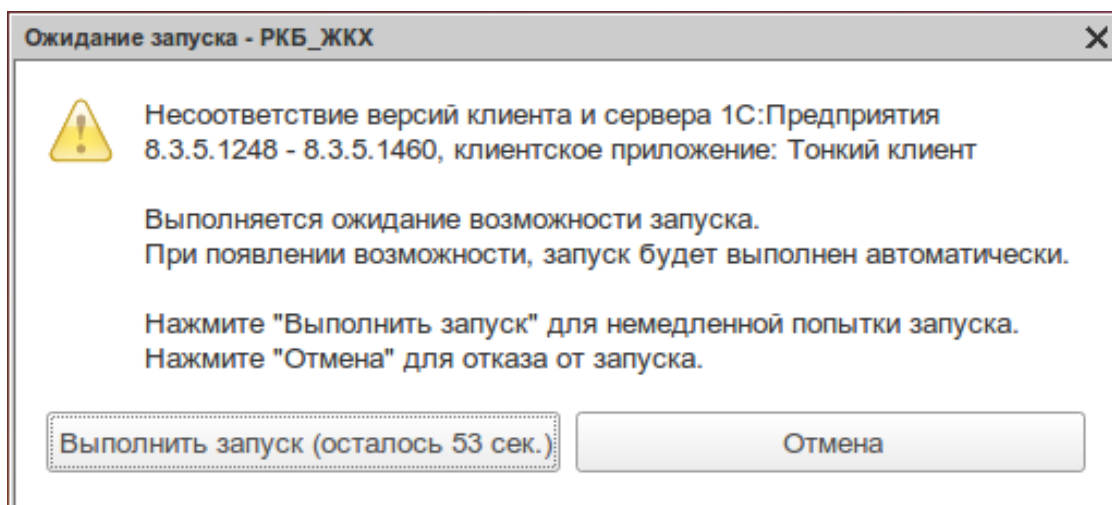 Ожидание запуска - РКБ_ЖКХ
Несоответствие версий клиента и сервера 1С:Предприятия
8.3.5.1248 - 8.3.5.1460, клиентское приложение: Тонкий клиент
Выполняется ожидание возможности запуска.
При появлении возможности, запуск будет выполнен автоматически.
Нажмите "Выполнить запуск" для немедленной попытки запуска.
Нажмите "Отмена" для отказа от запуска.
Выполнить запуск (осталось 53 сек.)
Отмена